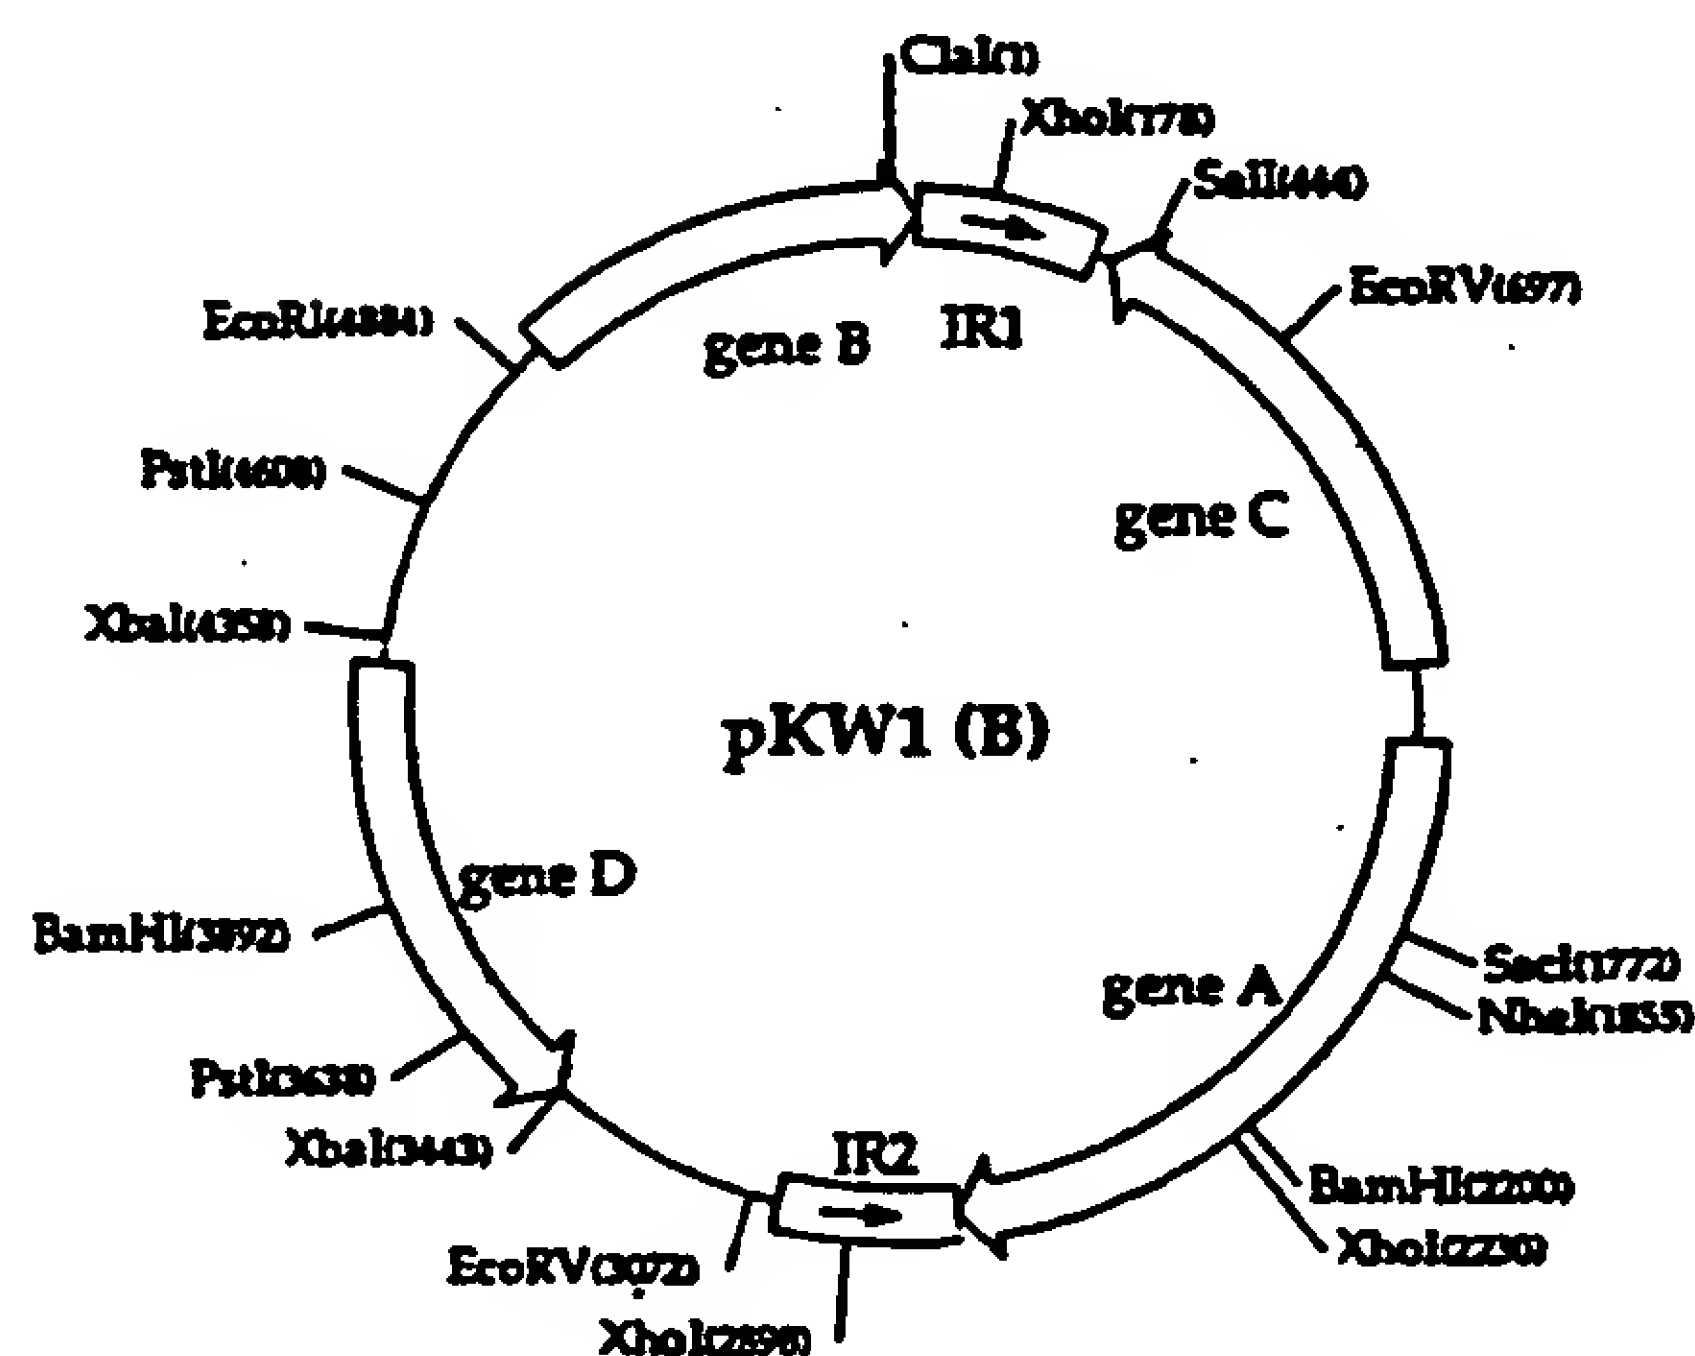 ClaI(1)
XhoI(178)
SalI(444)
EcoRV(697)
EcoRI(4884)
gene B
IR1
PstI(4608)
gene C
XbaI(4358)
pKW1 (B)
gene D
BamHI(3892)
SacI(1772)
gene A
NheI(1855)
PstI(3638)
XbaI(3443)
IR2
BamHI(2200)
XhoI(2230)
EcoRV(3072)
XhoI(2898)